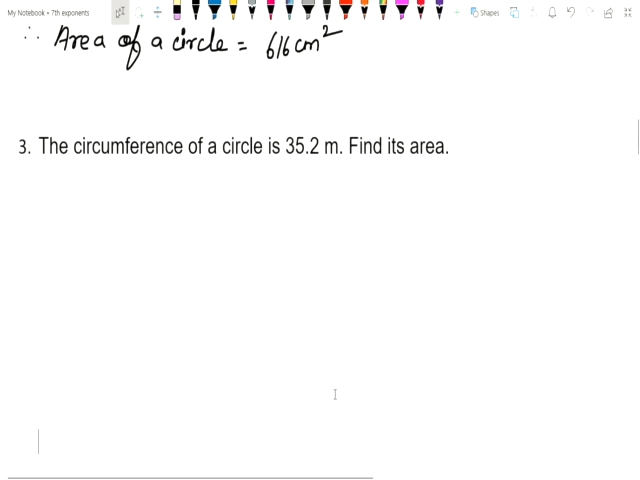 My Notebook • 7th exponents
Shapes
∴ Area of a circle = 616 cm²
3. The circumference of a circle is 35.2 m. Find its area.